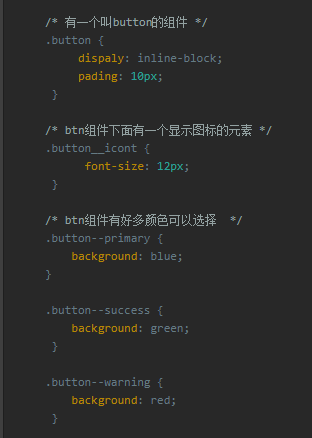 /* 有一个叫button的组件 */
.button {
dispaly: inline-block;
pading: 10px;
}
/* btn组件下面有一个显示图标的元素 */
.button__icont {
font-size: 12px;
}
/* btn组件有好多颜色可以选择 */
.button--primary {
background: blue;
}
.button--success {
background: green;
}
.button--warning {
background: red;
}